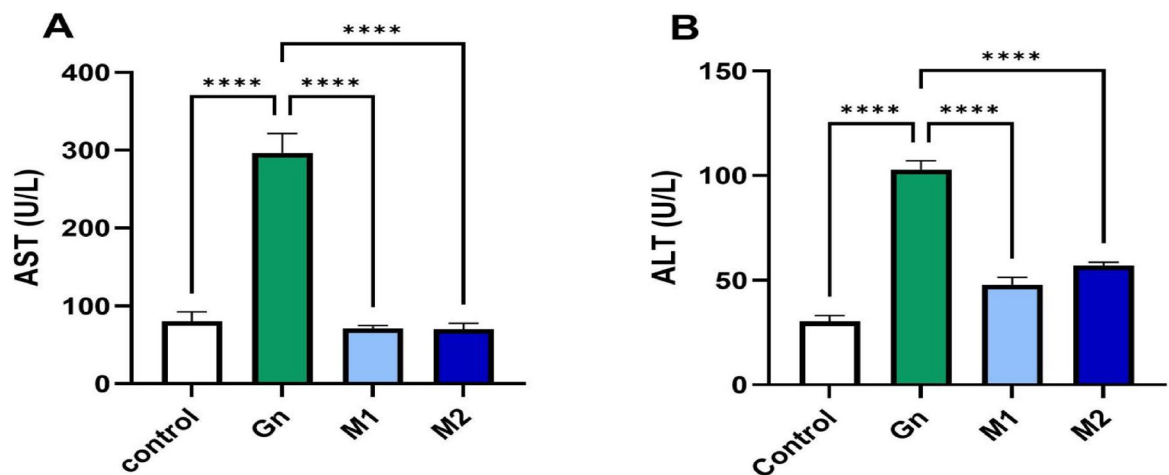 A
AST (U/L)
400
300
200
100
0
****
****
****
control
Gn
M1
M2
B
ALT (U/L)
150
100
50
0
****
****
****
Control
Gn
M1
M2